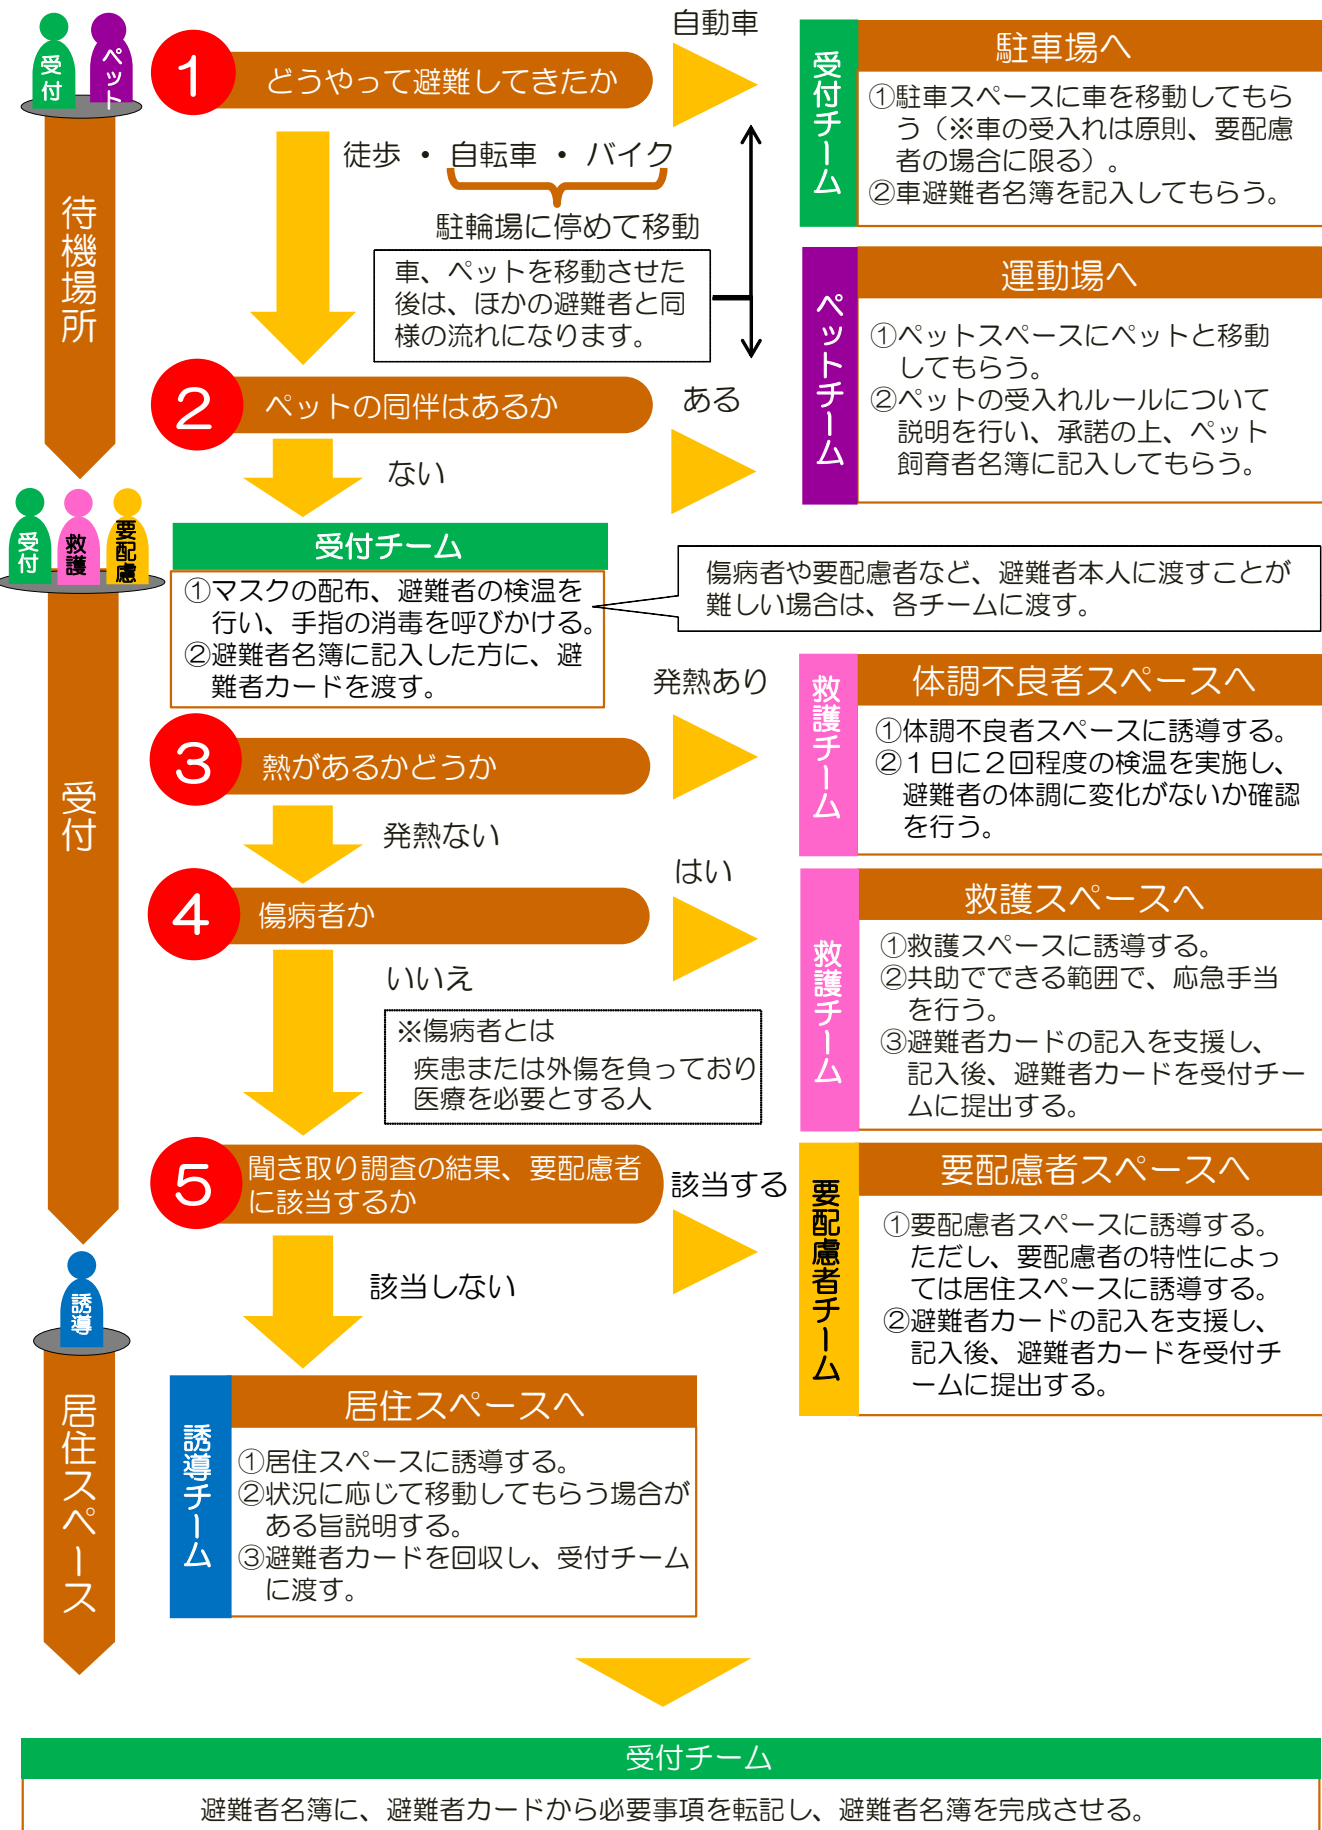 受付
ペット
待機場所
1
どうやって避難してきたか
自動車
徒歩 ・ 自転車 ・ バイク
駐輪場に停めて移動
車、ペットを移動させた
後は、ほかの避難者と同
様の流れになります。
受付チーム
駐車場へ
①駐車スペースに車を移動してもら
う（※車の受入れは原則、要配慮
者の場合に限る）。
②車避難者名簿を記入してもらう。
2
ペットの同伴はあるか
ある
ない
ペットチーム
運動場へ
①ペットスペースにペットと移動
してもらう。
②ペットの受入れルールについて
説明を行い、承諾の上、ペット
飼育者名簿に記入してもらう。
受付
救護
要配慮
受付
受付チーム
①マスクの配布、避難者の検温を
行い、手指の消毒を呼びかける。
②避難者名簿に記入した方に、避
難者カードを渡す。
傷病者や要配慮者など、避難者本人に渡すことが
難しい場合は、各チームに渡す。
3
熱があるかどうか
発熱あり
発熱ない
救護チーム
体調不良者スペースへ
①体調不良者スペースに誘導する。
②１日に２回程度の検温を実施し、
避難者の体調に変化がないか確認
を行う。
4
傷病者か
はい
いいえ
※傷病者とは
疾患または外傷を負っており
医療を必要とする人
救護チーム
救護スペースへ
①救護スペースに誘導する。
②共助でできる範囲で、応急手当
を行う。
③避難者カードの記入を支援し、
記入後、避難者カードを受付チー
ムに提出する。
5
聞き取り調査の結果、要配慮者
に該当するか
該当する
該当しない
要配慮者チーム
要配慮者スペースへ
①要配慮者スペースに誘導する。
ただし、要配慮者の特性によっ
ては居住スペースに誘導する。
②避難者カードの記入を支援し、
記入後、避難者カードを受付チ
ームに提出する。
誘導
居住スペース
誘導チーム
居住スペースへ
①居住スペースに誘導する。
②状況に応じて移動してもらう場合が
ある旨説明する。
③避難者カードを回収し、受付チーム
に渡す。
受付チーム
避難者名簿に、避難者カードから必要事項を転記し、避難者名簿を完成させる。